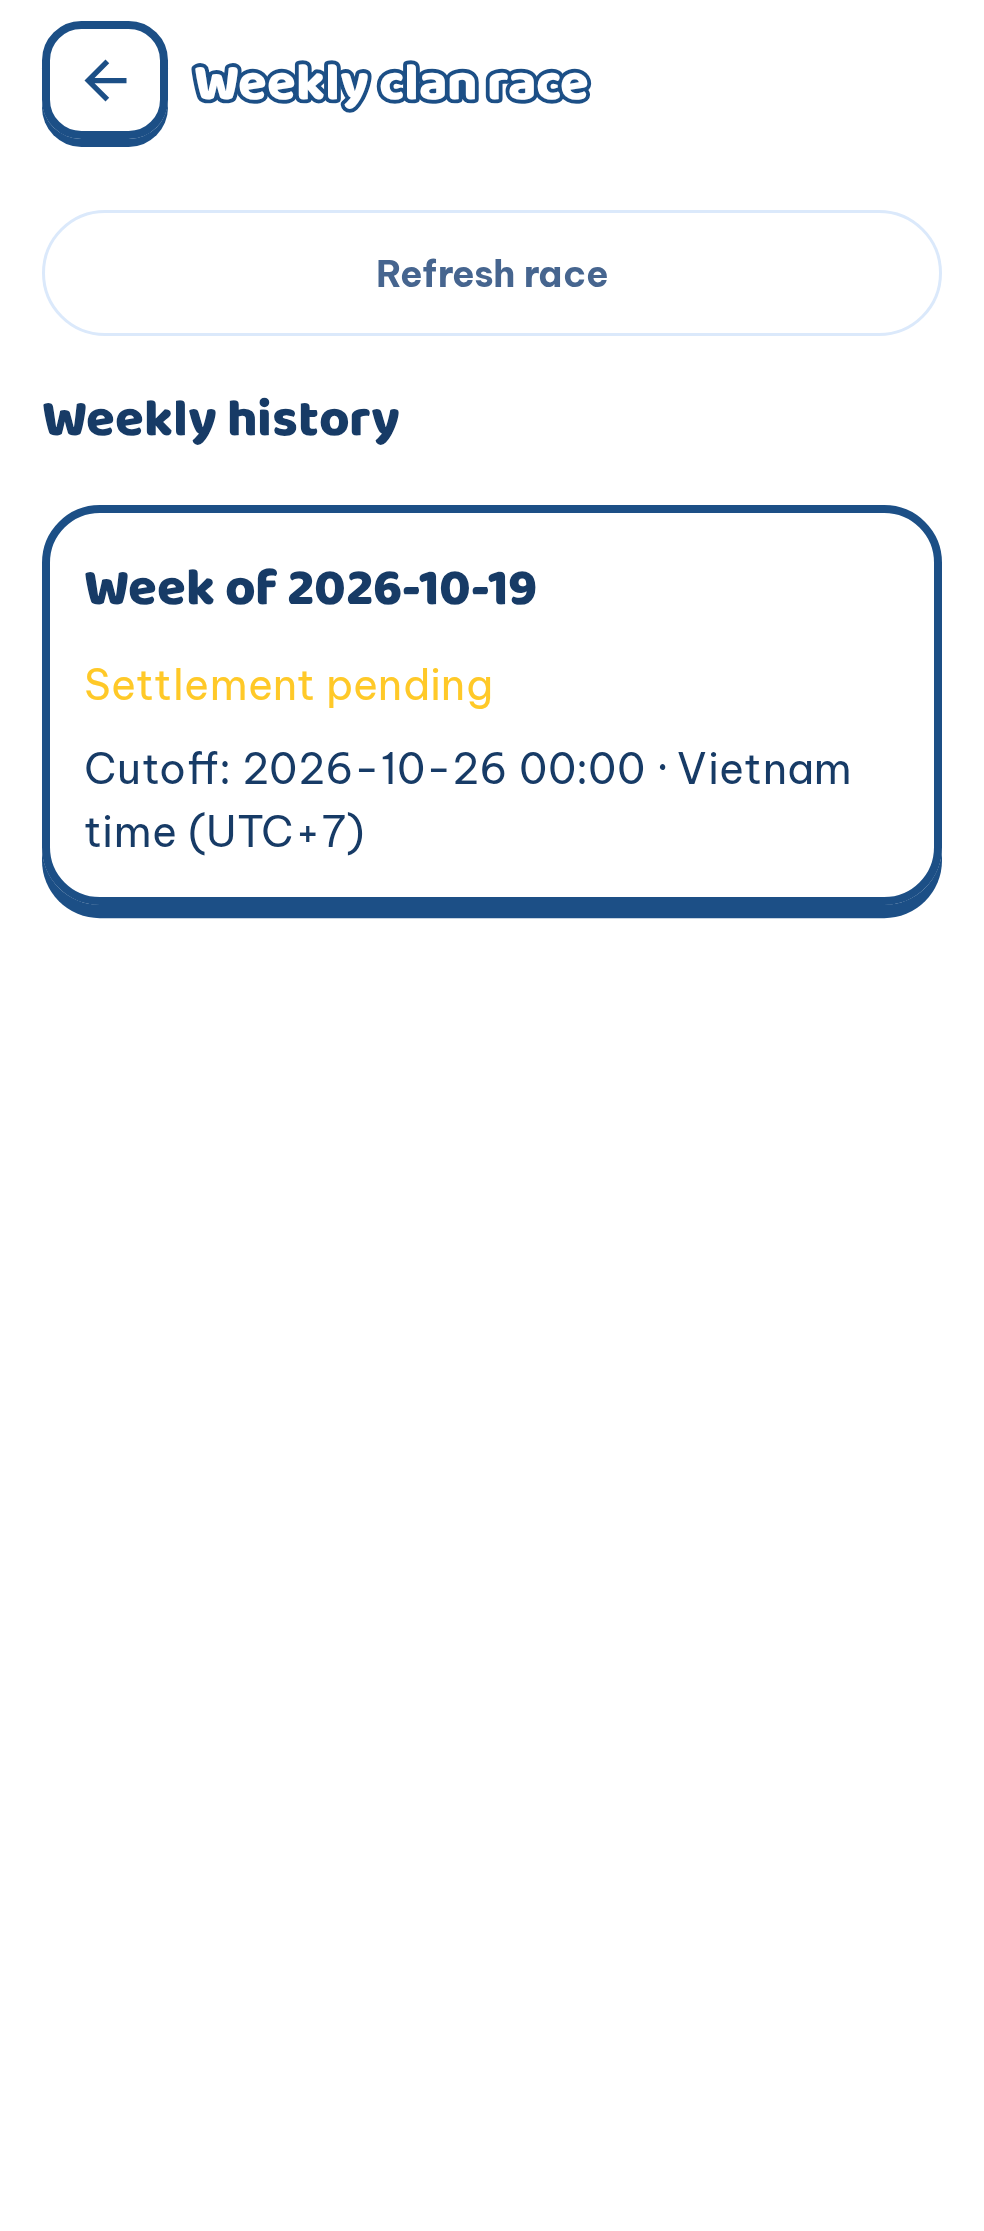 Weekly clan race
Refresh race
Weekly history
Week of 2026-10-19
Settlement pending
Cutoff: 2026-10-26 00:00 · Vietnam
time (UTC+7)